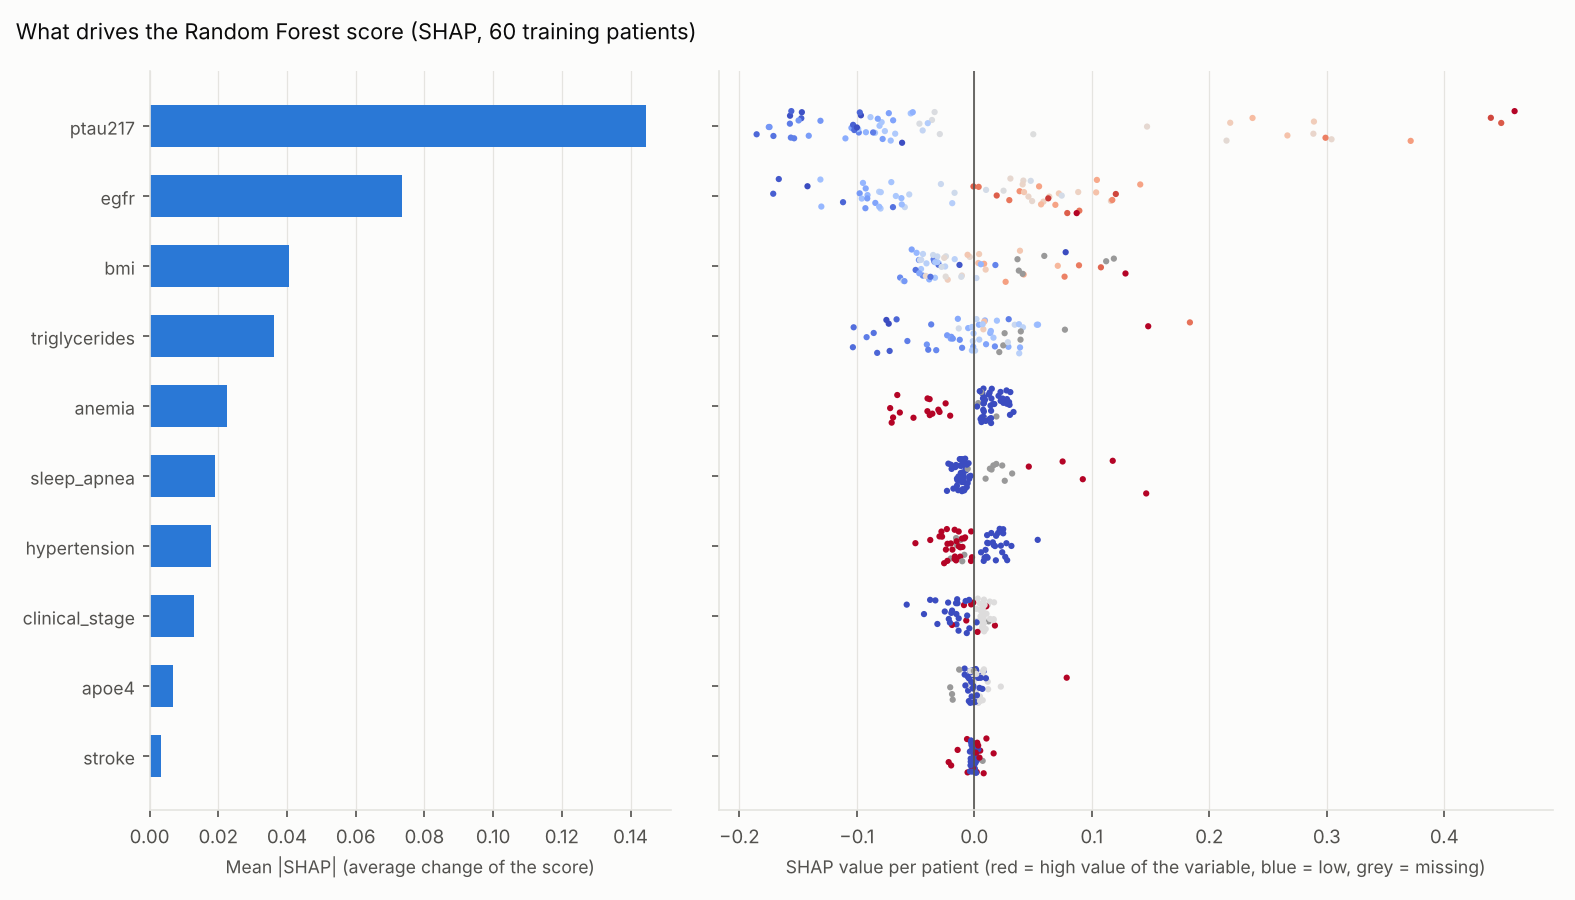 What drives the Random Forest score (SHAP, 60 training patients)
ptau217
egfr
bmi
triglycerides
anemia
sleep_apnea
hypertension
clinical_stage
apoe4
stroke
0.00 0.02 0.04 0.06 0.08 0.10 0.12 0.14
Mean |SHAP| (average change of the score)
−0.2 −0.1 0.0 0.1 0.2 0.3 0.4
SHAP value per patient (red = high value of the variable, blue = low, grey = missing)